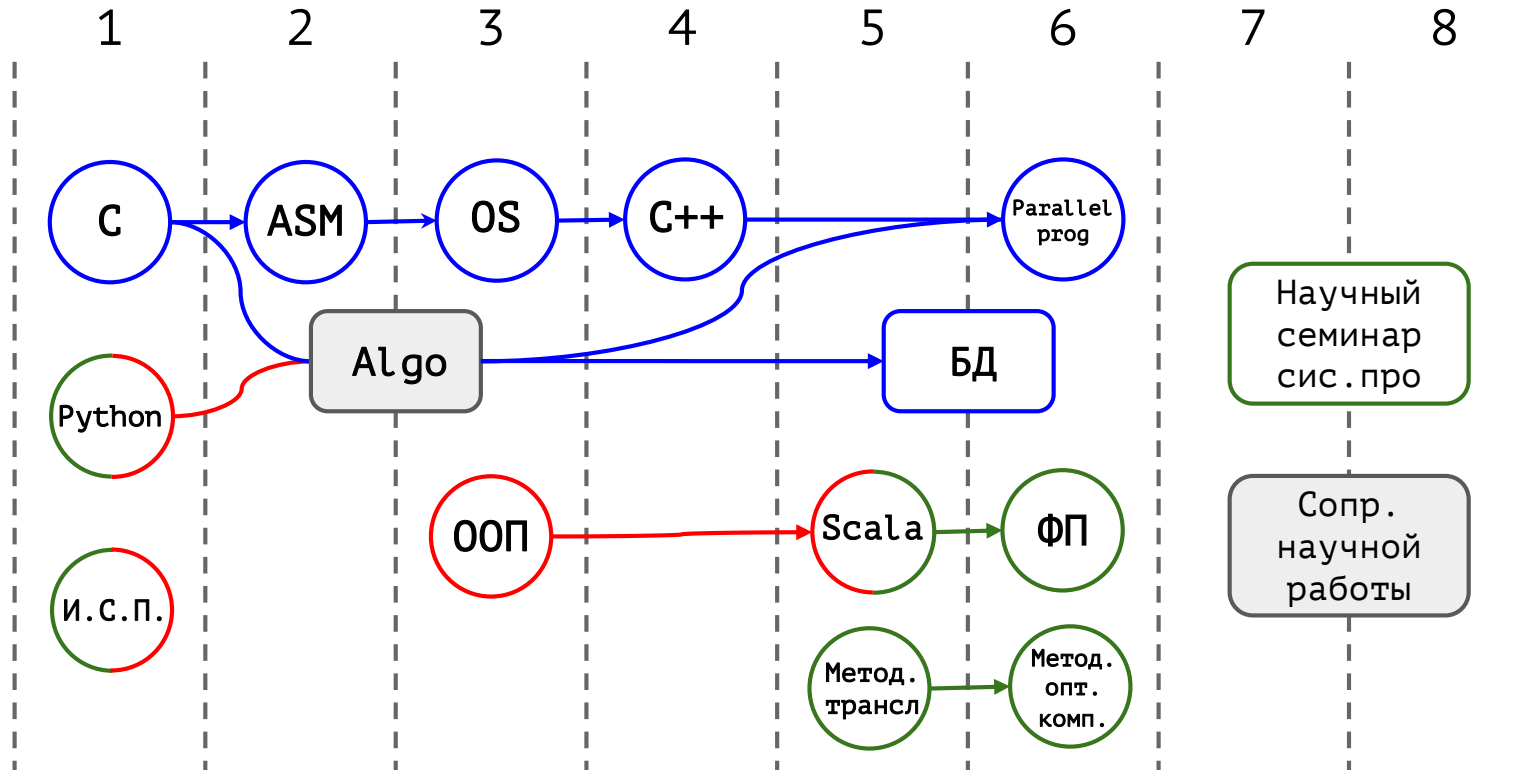 1 2 3 4 5 6 7 8
C
ASM
OS
C++
Parallel
prog
Algo
БД
Научный
семинар
сис.про
Python
ООП
Scala
ФП
Сопр.
научной
работы
И.С.П.
Метод.
трансл
Метод.
опт.
комп.